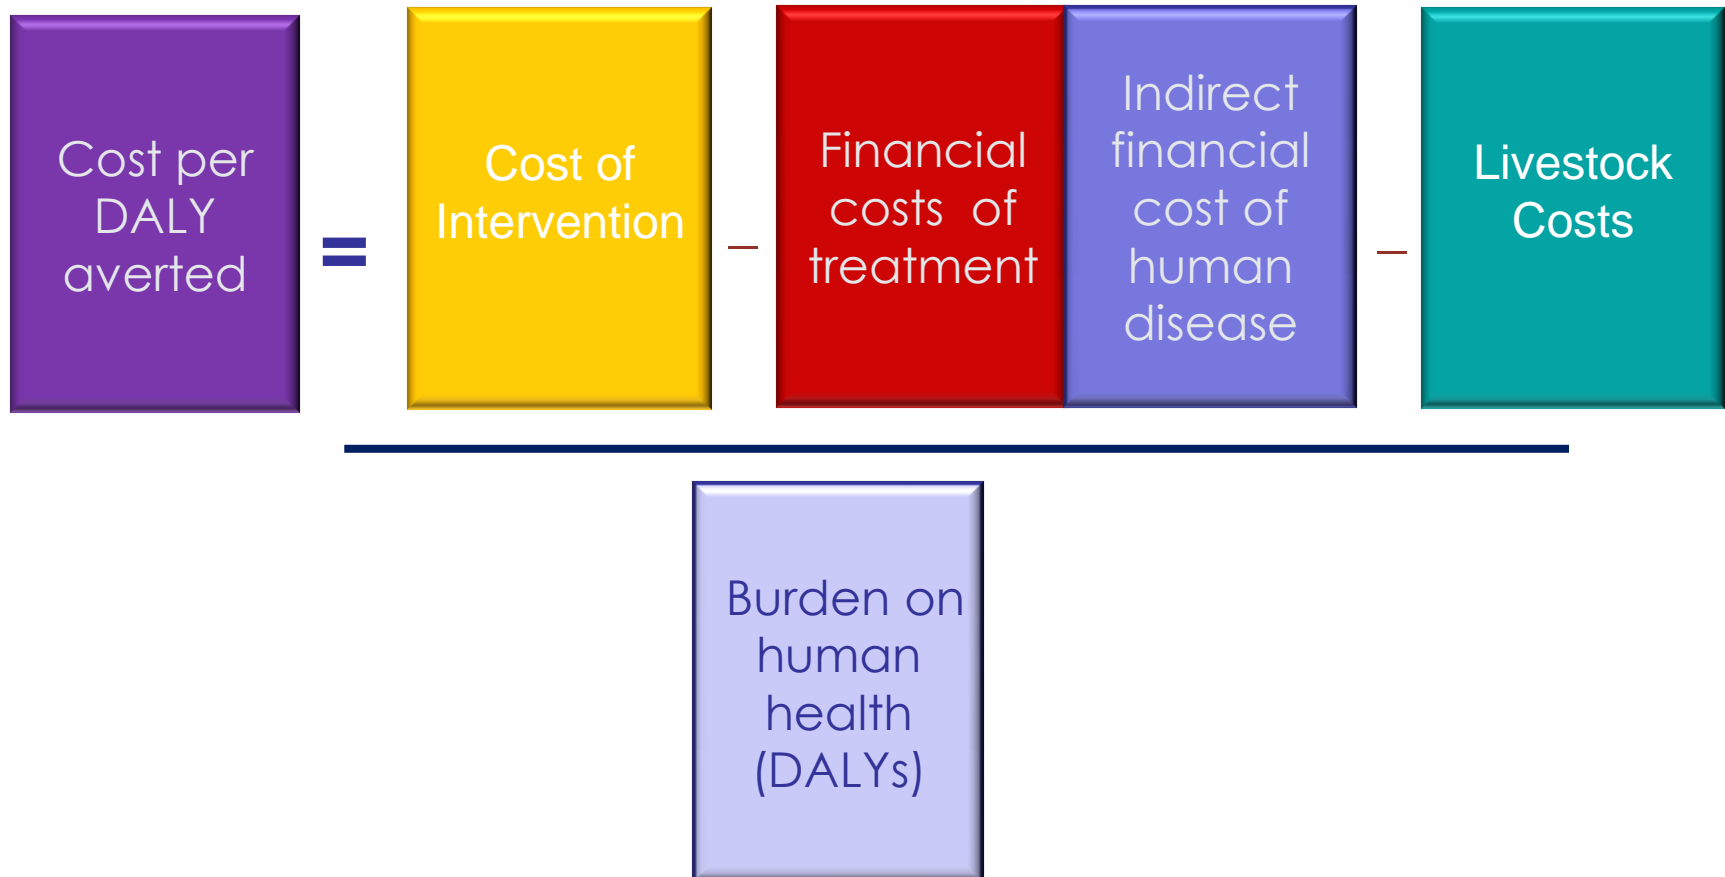 Cost per
DALY
averted
=
Cost of
Intervention
–
Financial
costs of
treatment
Indirect
financial
cost of
human
disease
–
Livestock
Costs
Burden on
human
health
(DALYs)